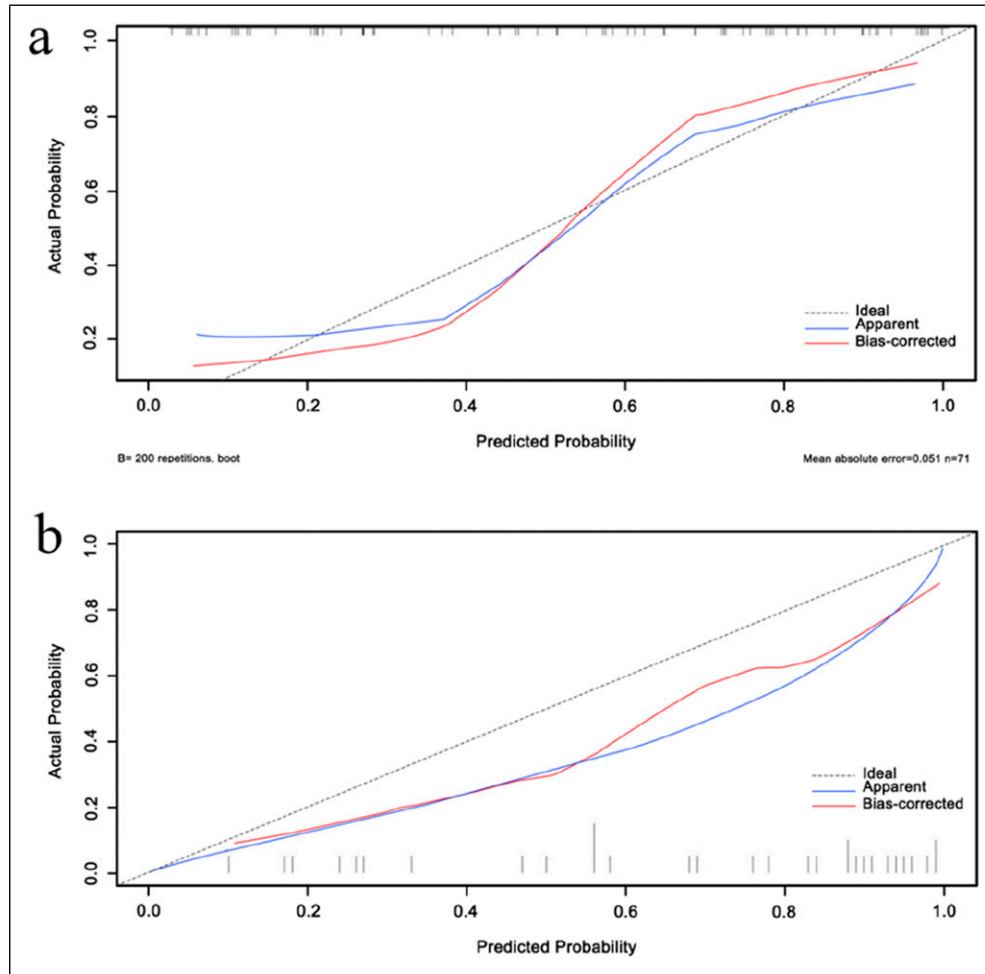 a
1.0
0.8
0.6
0.4
0.2
Actual Probability
Ideal
Apparent
Bias-corrected
0.0 0.2 0.4 0.6 0.8 1.0
Predicted Probability
B= 200 repetitions, boot
Mean absolute error=0.051 n=71
b
1.0
0.8
0.6
0.4
0.2
0.0
Actual Probability
Ideal
Apparent
Bias-corrected
0.0 0.2 0.4 0.6 0.8 1.0
Predicted Probability